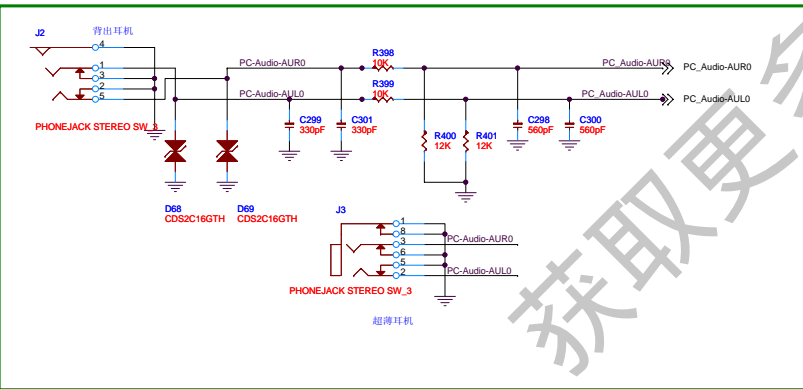 J2
背出耳机
4
1
3
2
5
PHONEJACK STEREO SW_3
PC-Audio-AUR0
PC-Audio-AUL0
R398
10K
R399
10K
PC_Audio-AUR0
PC_Audio-AUL0
PC_Audio-AUR0
PC_Audio-AUL0
C299
330pF
C301
330pF
R400
12K
R401
12K
C298
560pF
C300
560pF
D68
CDS2C16GTH
D69
CDS2C16GTH
J3
1
8
3
6
5
2
PC-Audio-AUR0
PC-Audio-AUL0
PHONEJACK STEREO SW_3
超薄耳机
获取更多